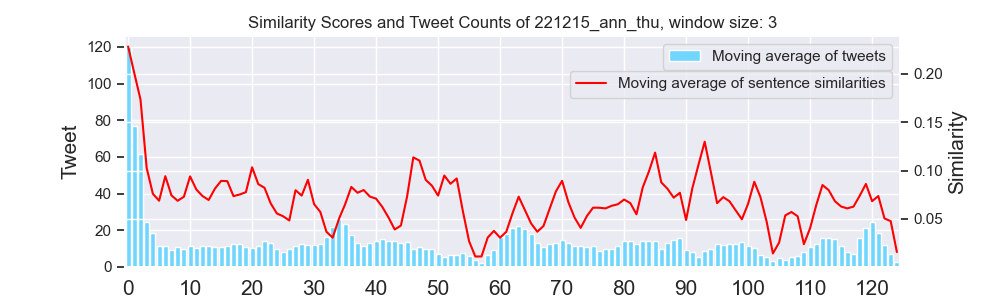 Similarity Scores and Tweet Counts of 221215_ann_thu, window size: 3
Moving average of tweets
Moving average of sentence similarities
Tweet
120
100
80
60
40
20
0
0.20
0.15
0.10
0.05
Similarity
0 10 20 30 40 50 60 70 80 90 100 110 120